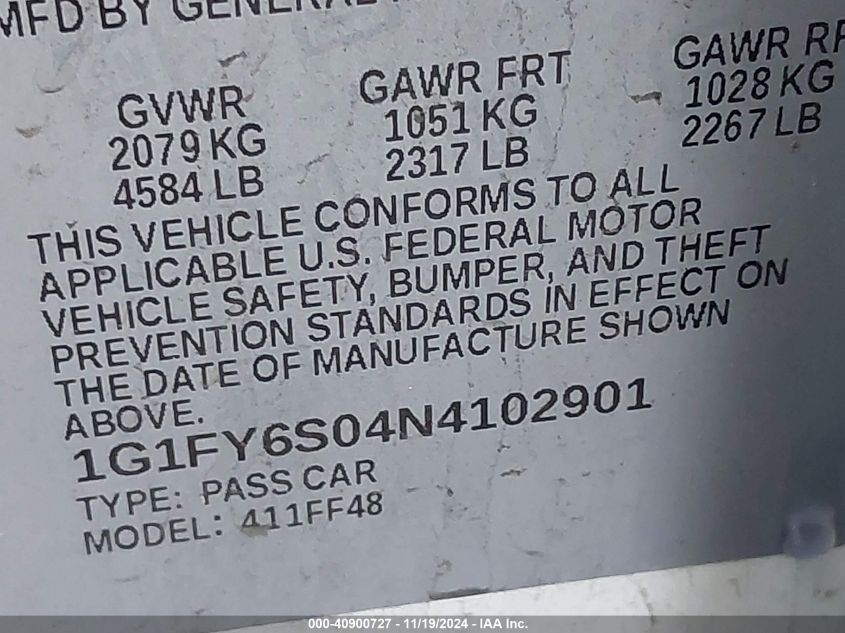 MFD BY GENERAL
GVWR GAWR FRT GAWR RR
2079 KG 1051 KG 1028 KG
4584 LB 2317 LB 2267 LB
THIS VEHICLE CONFORMS TO ALL
APPLICABLE U.S. FEDERAL MOTOR
VEHICLE SAFETY, BUMPER, AND THEFT
PREVENTION STANDARDS IN EFFECT ON
THE DATE OF MANUFACTURE SHOWN
ABOVE.
1G1FY6S04N4102901
TYPE: PASS CAR
MODEL: 411FF48
000-40900727 - 11/19/2024 - IAA Inc.